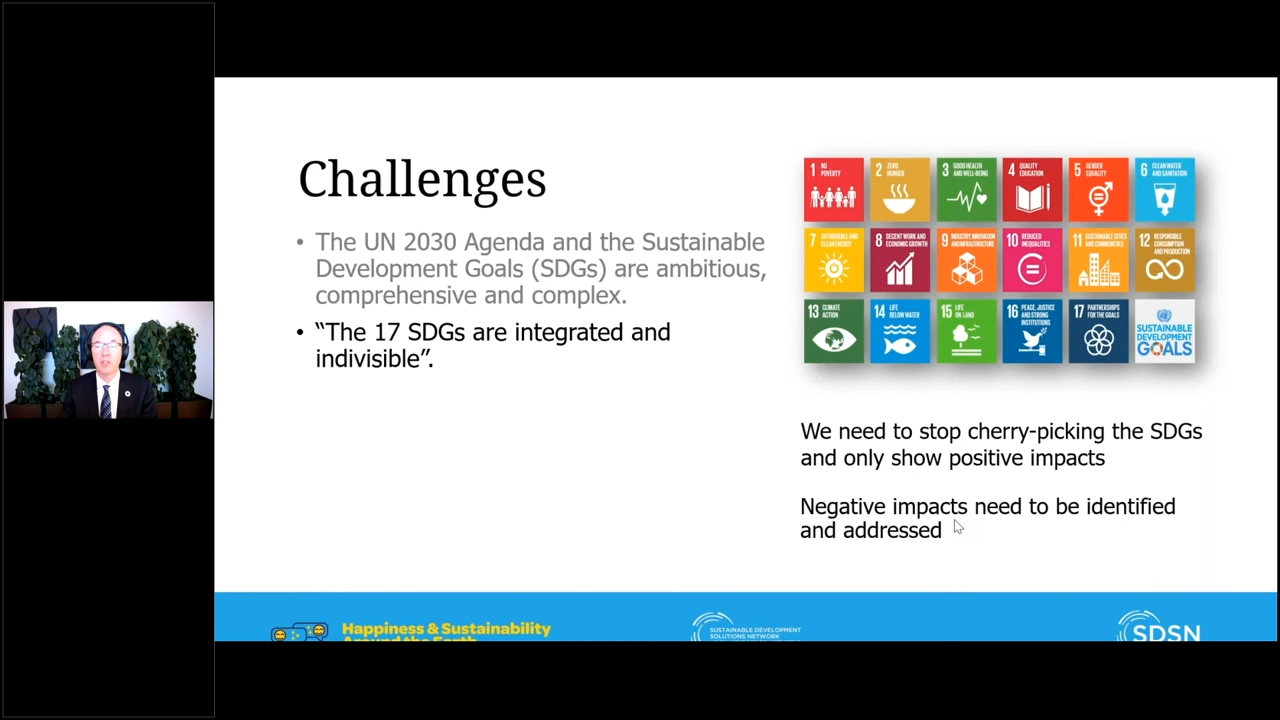 Challenges
• The UN 2030 Agenda and the Sustainable
Development Goals (SDGs) are ambitious,
comprehensive and complex.
• “The 17 SDGs are integrated and
indivisible”.
1 NO
POVERTY
2 ZERO
HUNGER
3 GOOD HEALTH
AND WELL-BEING
4 QUALITY
EDUCATION
5 GENDER
EQUALITY
6 CLEAN WATER
AND SANITATION
7 AFFORDABLE AND
CLEAN ENERGY
8 DECENT WORK AND
ECONOMIC GROWTH
9 INDUSTRY, INNOVATION
AND INFRASTRUCTURE
10 REDUCED
INEQUALITIES
11 SUSTAINABLE CITIES
AND COMMUNITIES
12 RESPONSIBLE
CONSUMPTION
AND PRODUCTION
13 CLIMATE
ACTION
14 LIFE
BELOW WATER
15 LIFE
ON LAND
16 PEACE, JUSTICE
AND STRONG
INSTITUTIONS
17 PARTNERSHIPS
FOR THE GOALS
SUSTAINABLE
DEVELOPMENT
GOALS
We need to stop cherry-picking the SDGs
and only show positive impacts
Negative impacts need to be identified
and addressed
Happiness & Sustainability
Around the Earth
SUSTAINABLE DEVELOPMENT
SOLUTIONS NETWORK
SDSN